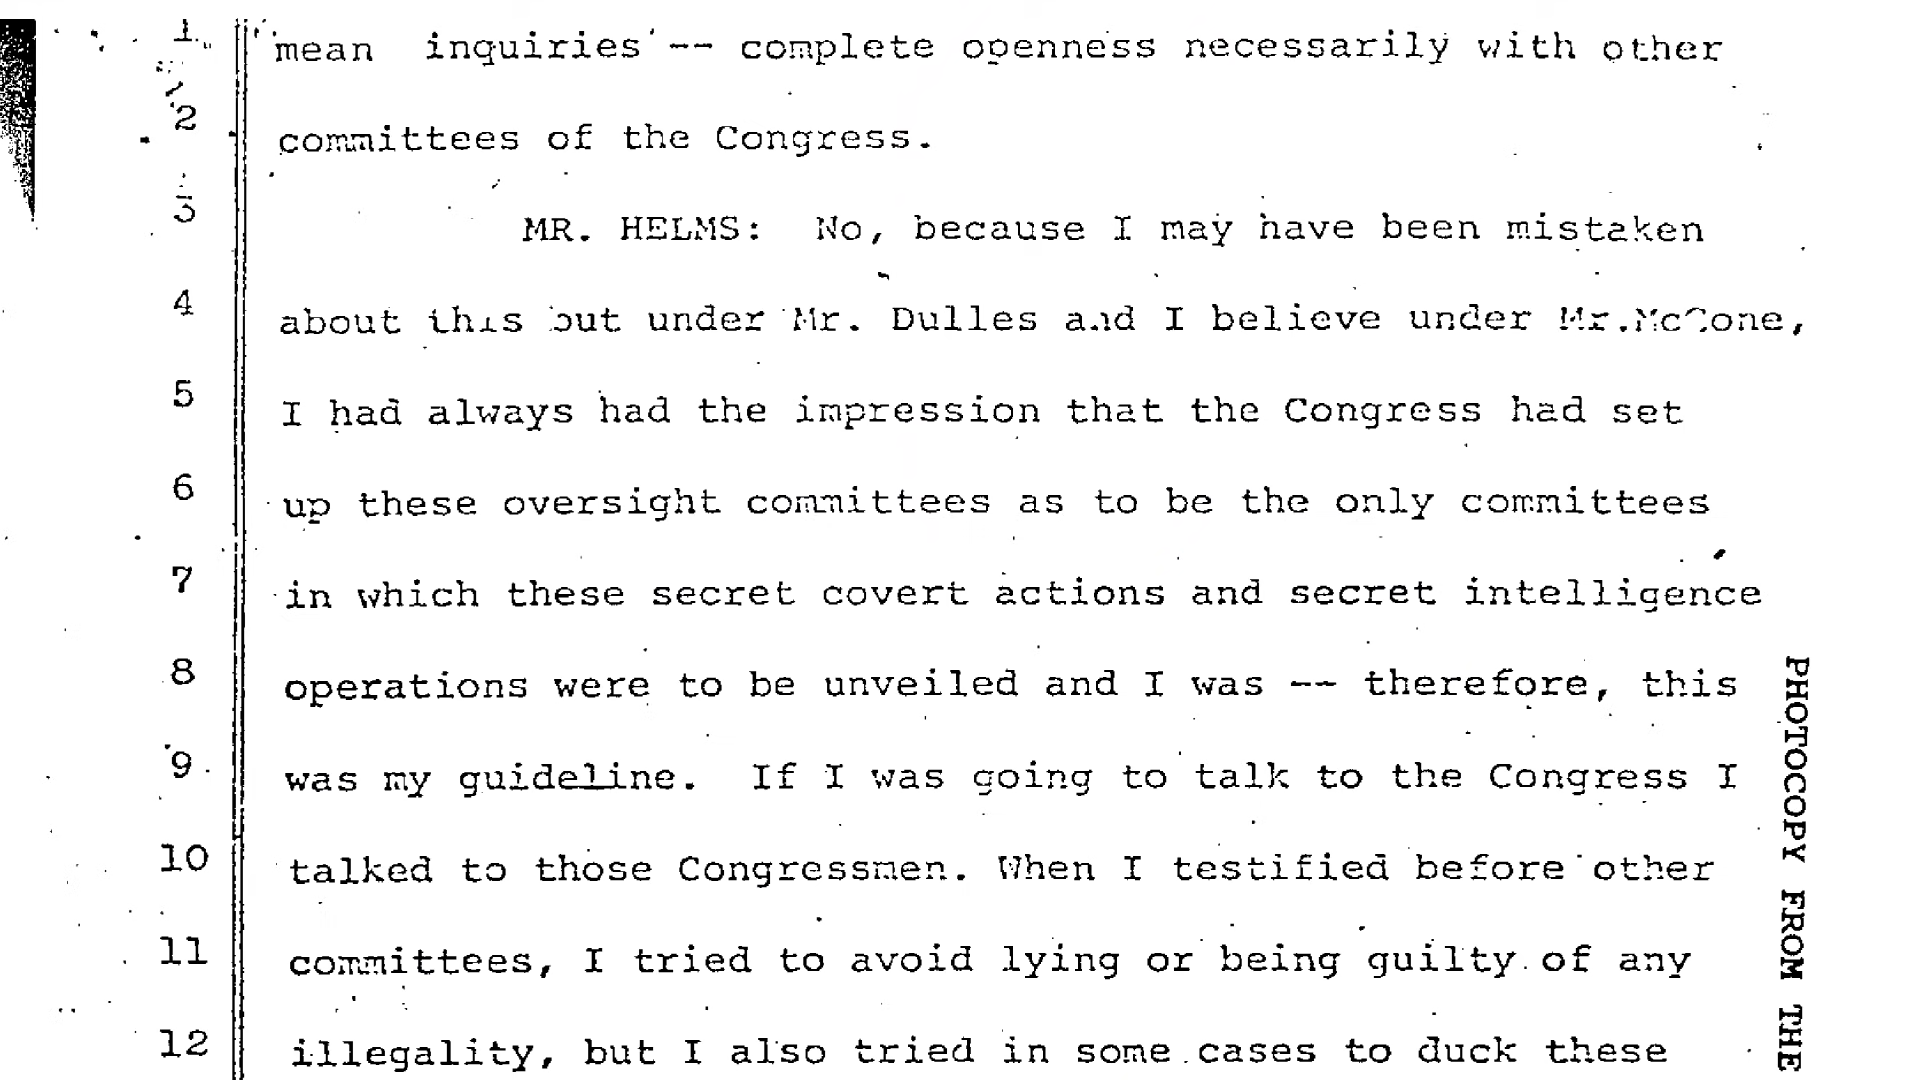 1 mean inquiries -- complete openness necessarily with other
2 committees of the Congress.
3 MR. HELMS: No, because I may have been mistaken
4 about this but under Mr. Dulles and I believe under Mr.McCone,
5 I had always had the impression that the Congress had set
6 up these oversight committees as to be the only committees
7 in which these secret covert actions and secret intelligence
8 operations were to be unveiled and I was -- therefore, this
9 was my guideline. If I was going to talk to the Congress I
10 talked to those Congressmen. When I testified before other
11 committees, I tried to avoid lying or being guilty of any
12 illegality, but I also tried in some cases to duck these
PHOTOCOPY FROM THE